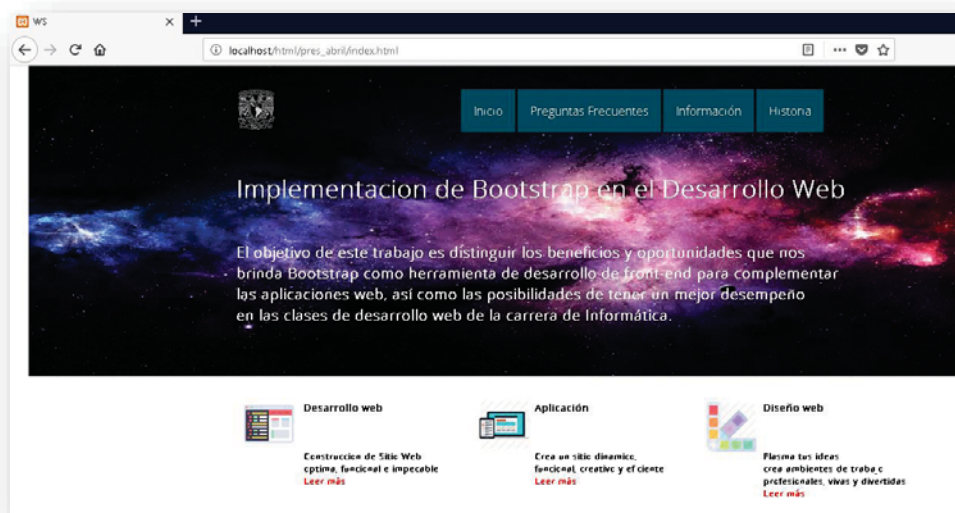 WS
localhost/html/pres_abril/index.html
Inicio Preguntas Frecuentes Información Historia
Implementacion de Bootstrap en el Desarrollo Web
El objetivo de este trabajo es distinguir los beneficios y oportunidades que nos
brinda Bootstrap como herramienta de desarrollo de front-end para complementar
las aplicaciones web, así como las posibilidades de tener un mejor desempeño
en las clases de desarrollo web de la carrera de Informática.
Desarrollo web
Construccion de Sitio Web
optima, funcional e impecable
Leer más
Aplicación
Crea un sitio dinamico,
funcional, creativo y eficiente
Leer más
Diseño web
Plasma tus ideas
crea ambientes de trabajo
profesionales, vivas y divertidas
Leer más